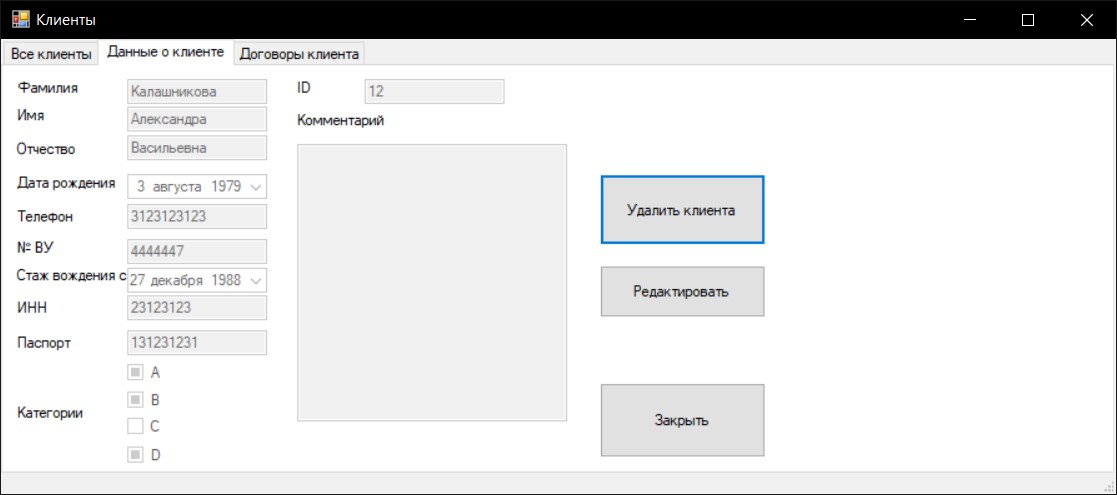 Клиенты
Все клиенты Данные о клиенте Договоры клиента
Фамилия Калашникова
Имя Александра
Отчество Васильевна
Дата рождения 3 августа 1979
Телефон 3123123123
№ ВУ 4444447
Стаж вождения с 27 декабря 1988
ИНН 23123123
Паспорт 131231231
Категории
A
B
C
D
ID 12
Комментарий
Удалить клиента
Редактировать
Закрыть